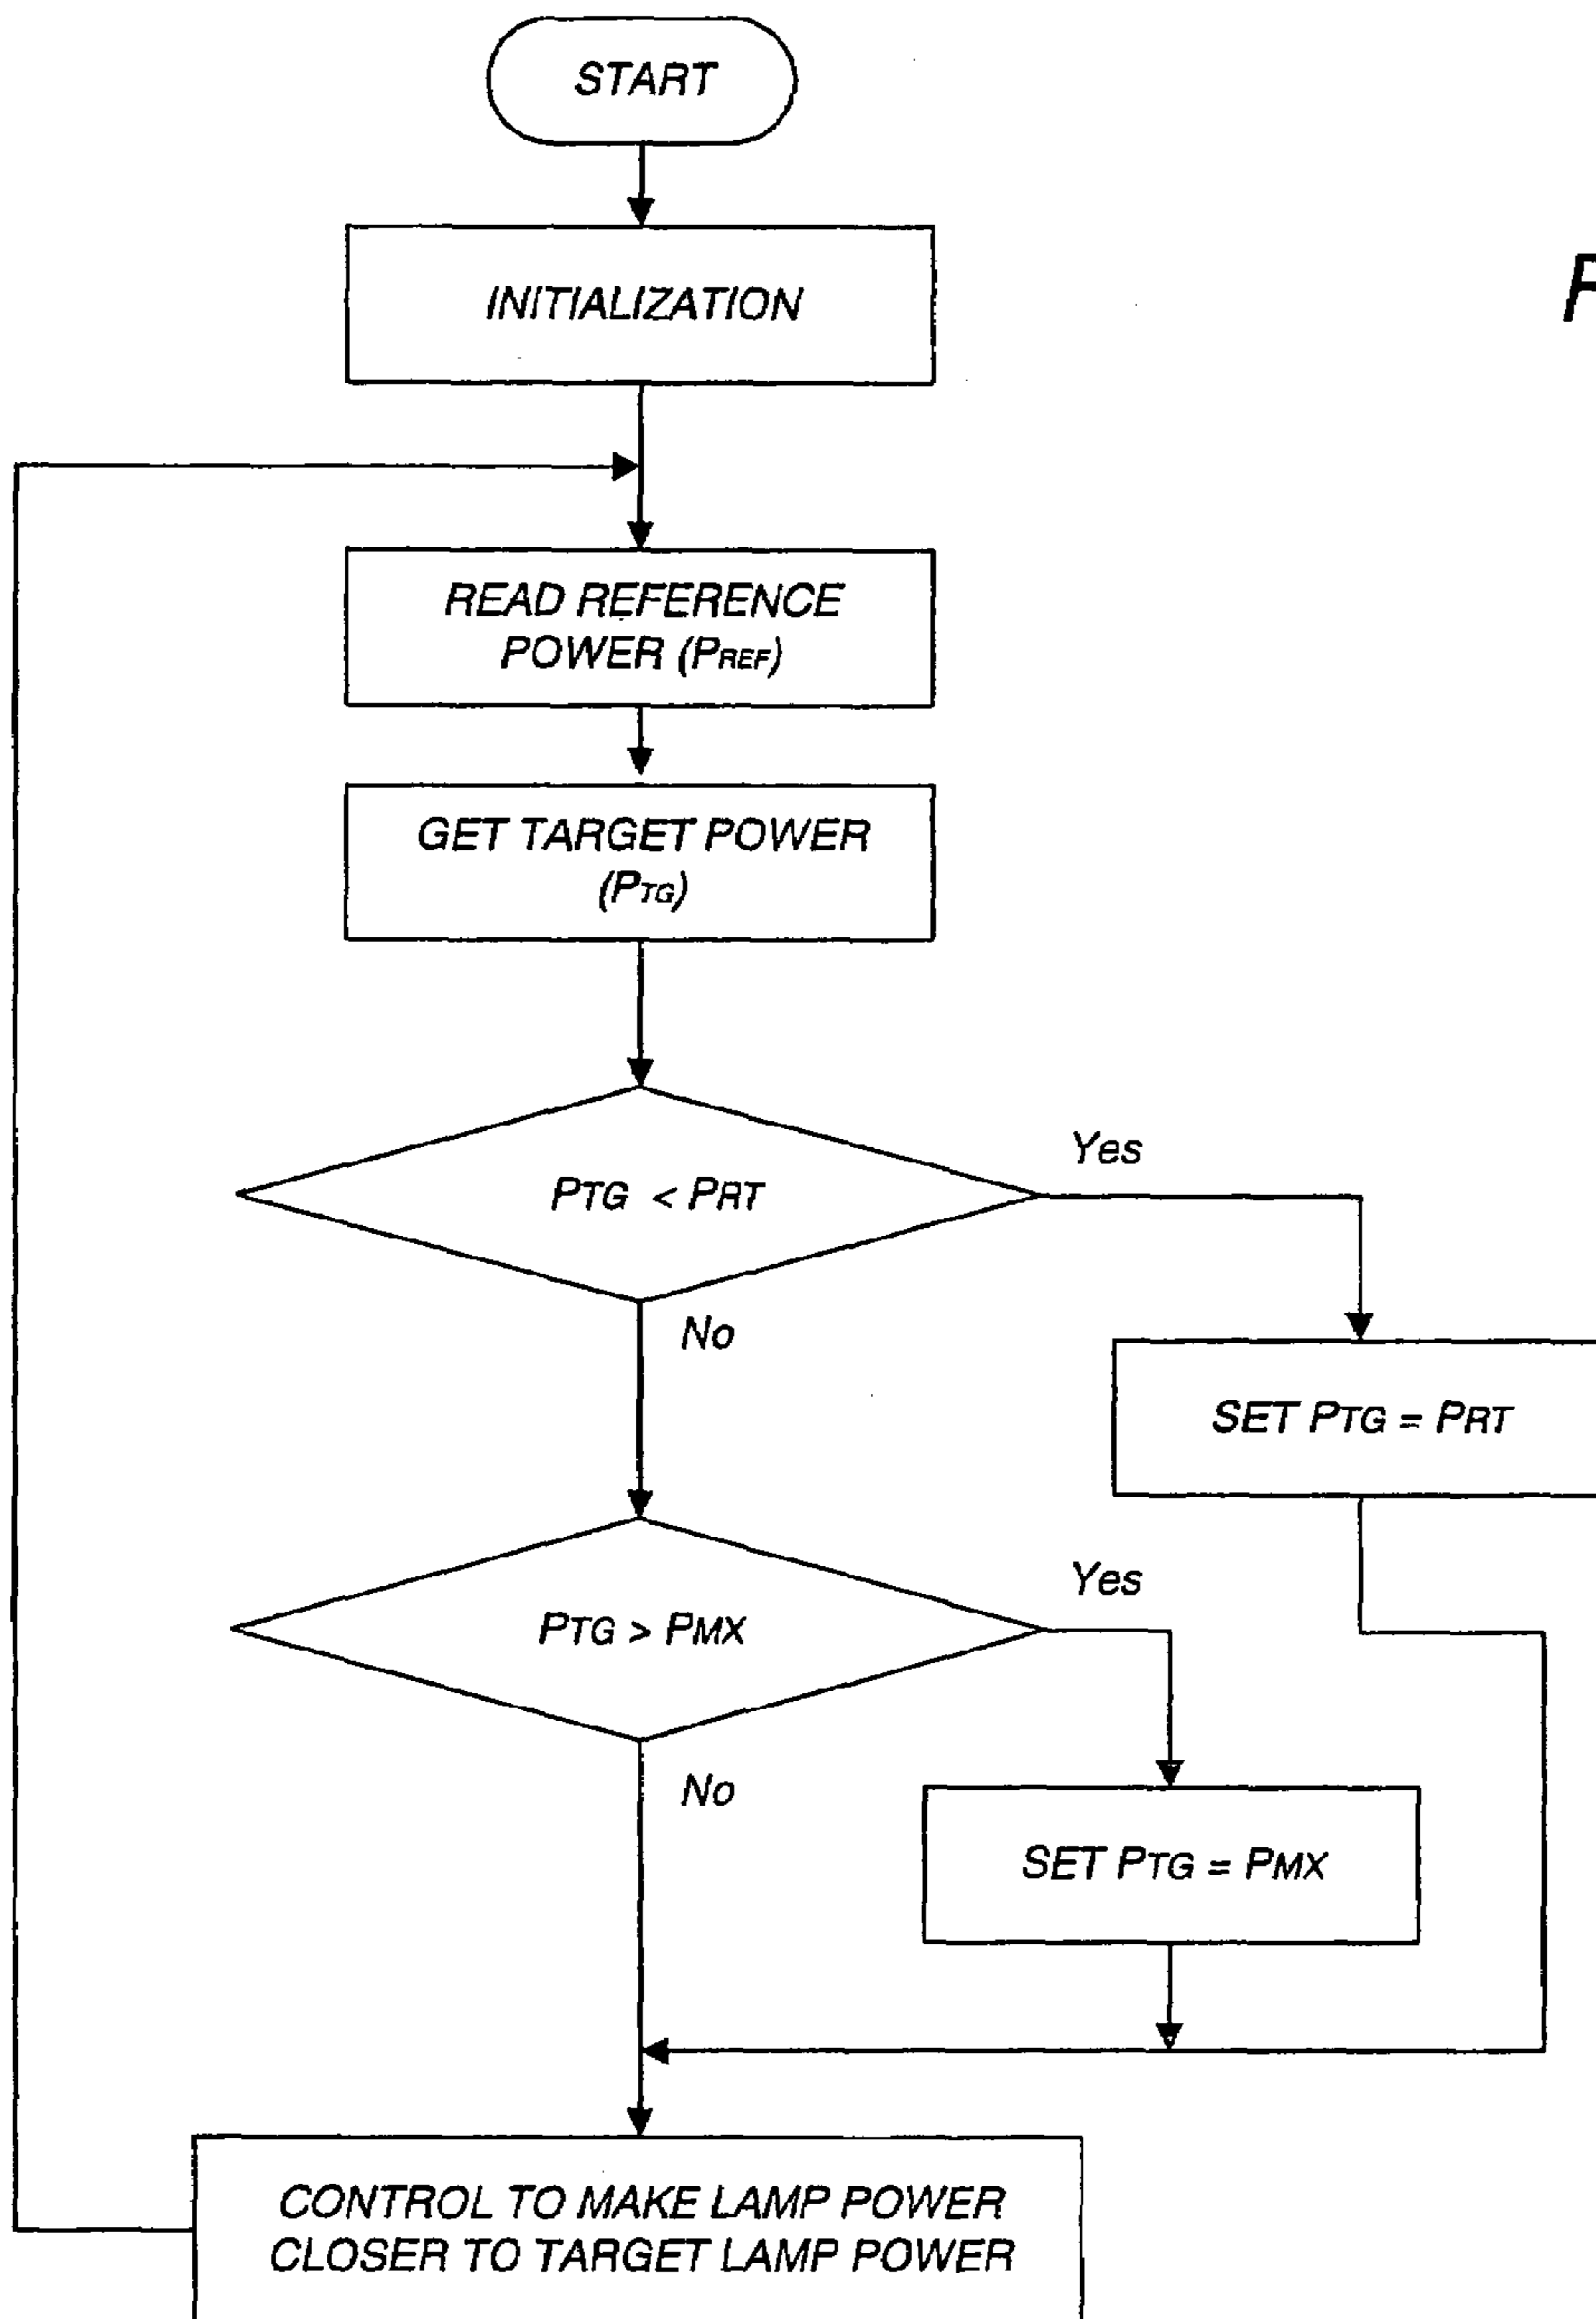 START
INITIALIZATION
F
READ REFERENCE
POWER (PREF)
GET TARGET POWER
(PTG)
PTG < PRT
Yes
No
SET PTG = PRT
PTG > PMX
Yes
No
SET PTG = PMX
CONTROL TO MAKE LAMP POWER
CLOSER TO TARGET LAMP POWER